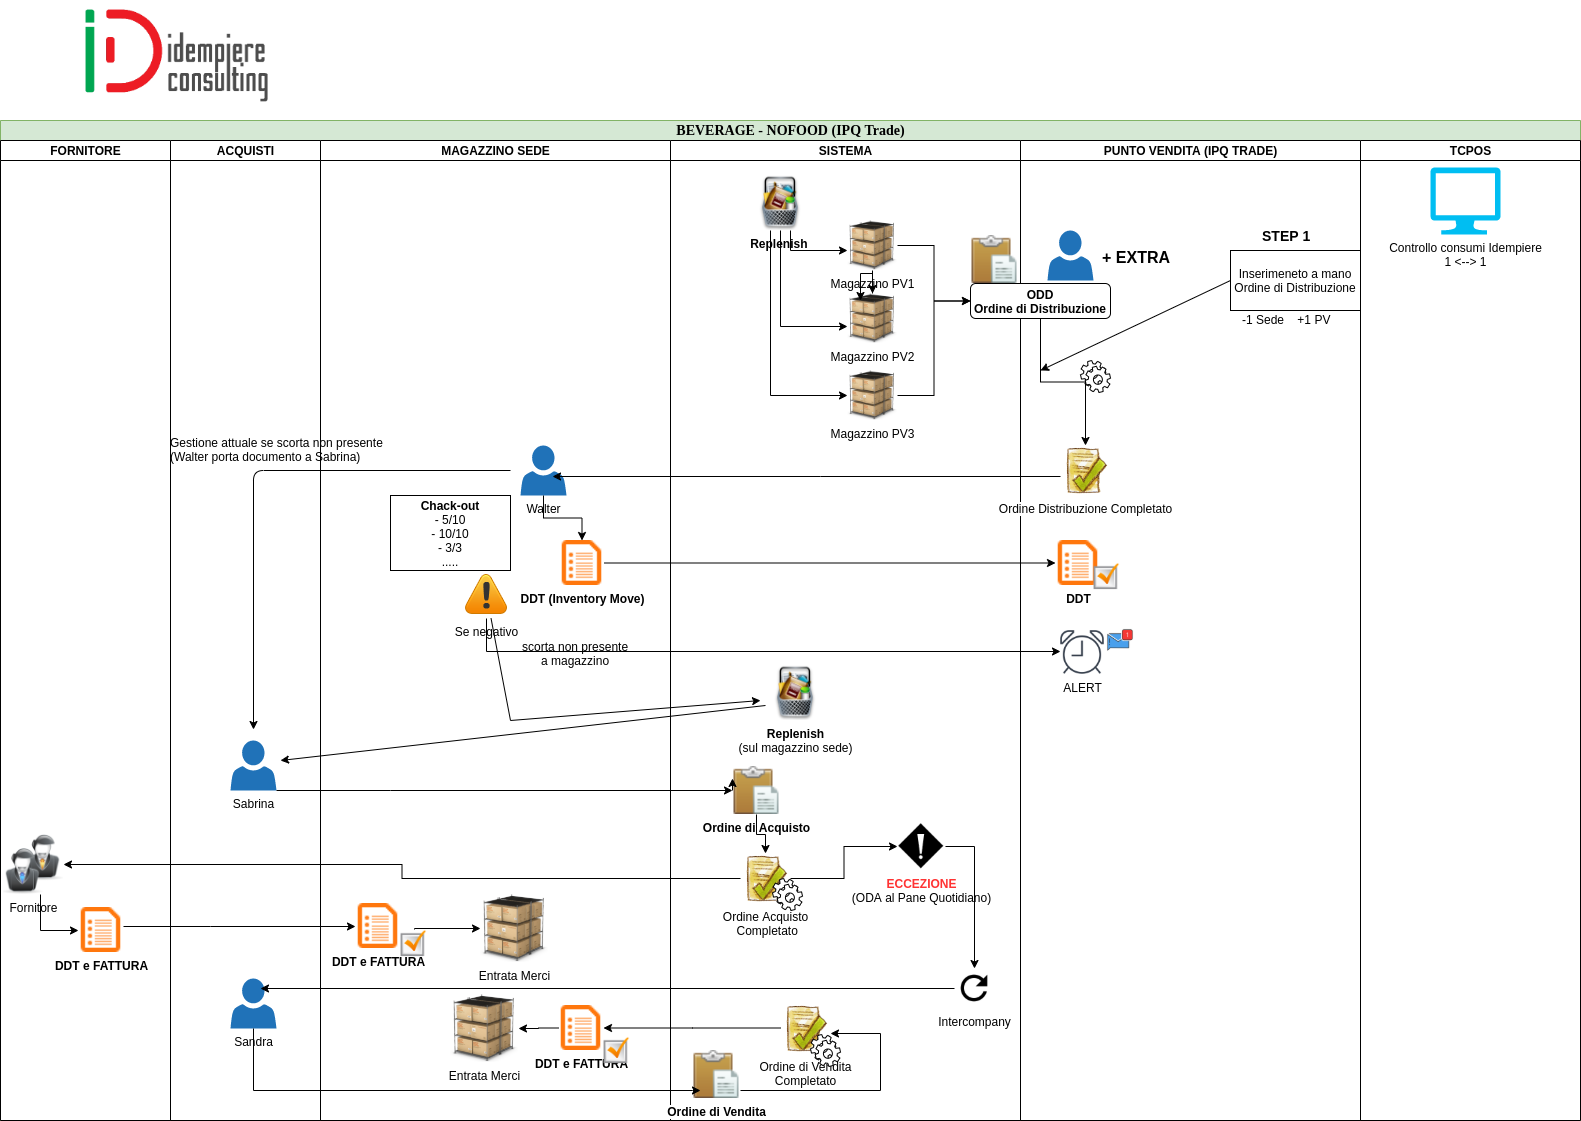 idempiere
consulting
BEVERAGE - NOFOOD (IPQ Trade)
FORNITORE
ACQUISTI
MAGAZZINO SEDE
SISTEMA
PUNTO VENDITA (IPQ TRADE)
TCPOS
Replenish
Magazzino PV1
Magazzino PV2
Magazzino PV3
ODD
Ordine di Distribuzione
+ EXTRA
STEP 1
Inserimeneto a mano
Ordine di Distribuzione
-1 Sede +1 PV
Controllo consumi Idempiere
1 <--> 1
Gestione attuale se scorta non presente
(Walter porta documento a Sabrina)
Walter
Ordine Distribuzione Completato
Chack-out
- 5/10
- 10/10
- 3/3
.....
DDT (Inventory Move)
DDT
Se negativo
scorta non presente
a magazzino
ALERT
Replenish
(sul magazzino sede)
Sabrina
Ordine di Acquisto
ECCEZIONE
(ODA al Pane Quotidiano)
Fornitore
Ordine Acquisto
Completato
DDT e FATTURA
DDT e FATTURA
Entrata Merci
Intercompany
Sandra
Entrata Merci
DDT e FATTURA
Ordine di Vendita
Completato
Ordine di Vendita